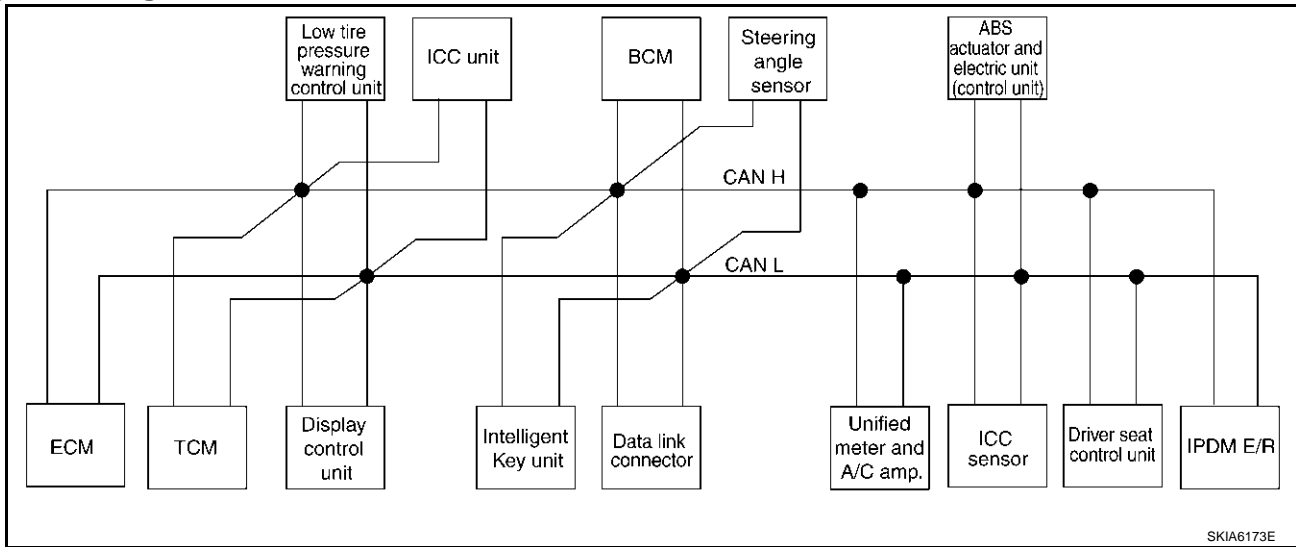 Low tire
pressure
warning
control unit
ICC unit
BCM
Steering
angle
sensor
ABS
actuator and
electric unit
(control unit)
CAN H
CAN L
ECM
TCM
Display
control
unit
Intelligent
Key unit
Data link
connector
Unified
meter and
A/C amp.
ICC
sensor
Driver seat
control unit
IPDM E/R
SKIA6173E